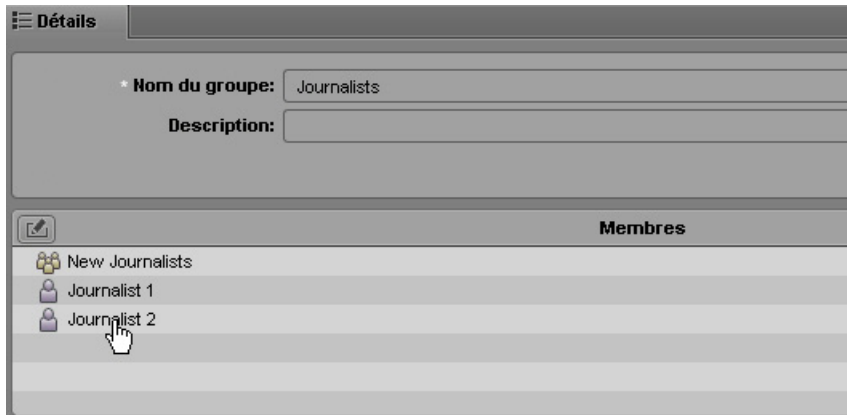 Détails
* Nom du groupe: Journalists
Description:
Membres
New Journalists
Journalist 1
Journalist 2